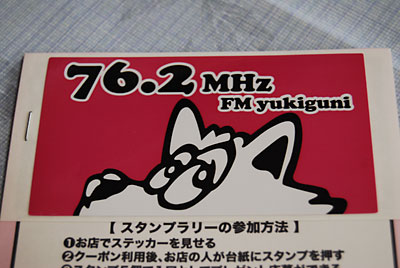 76.2 MHz
FM yukiguni
【 スタンプラリーの参加方法 】
❶お店でステッカーを見せる
❷クーポン利用後、お店の人が台紙にスタンプを押す